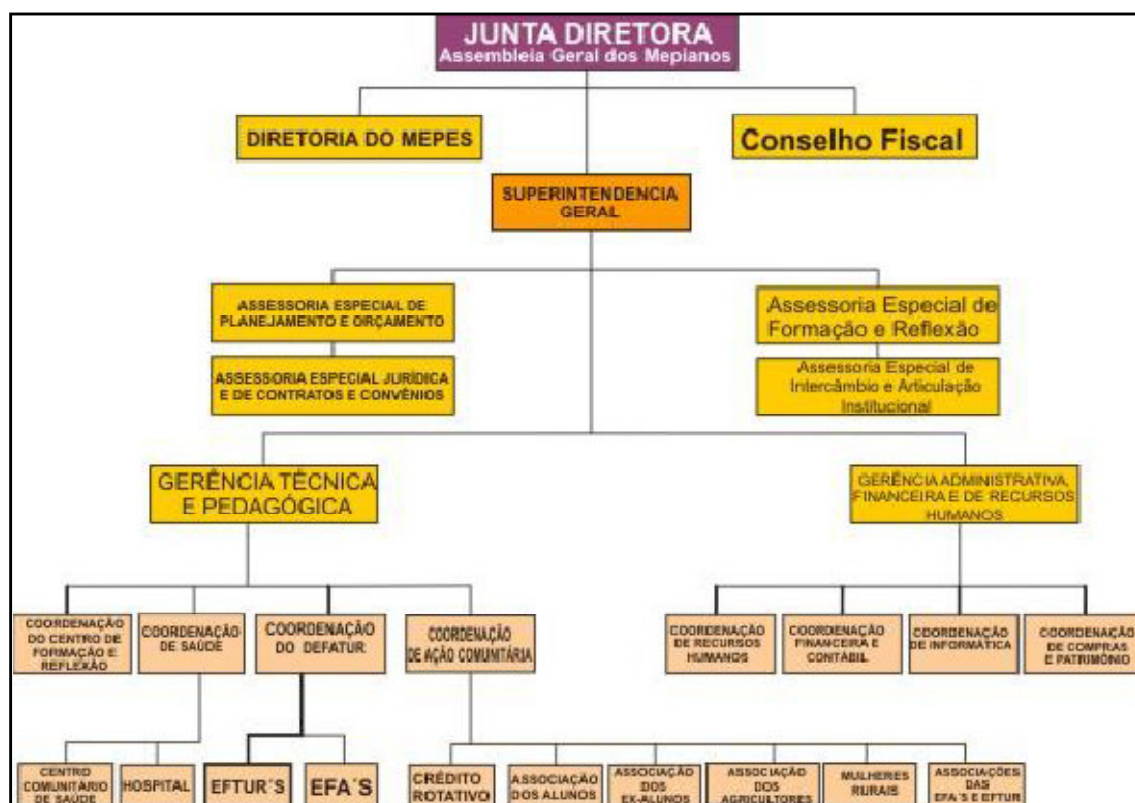 JUNTA DIRETORA
Assembleia Geral dos Mepianos
DIRETORIA DO MEPES
Conselho Fiscal
SUPERINTENDENCIA
GERAL
ASSESSORIA ESPECIAL DE
PLANEJAMENTO E OIRÇAMENTO
Assessoria Especial de
Formação e Reflexão
ASSESSORIA ESPECIAL JURÍDICA
E DE CONTRATOS E CONVÊNIOS
Assessoria Especial de
Intercâmbio e Articulação
Institucional
GERÊNCIA TÉCNICA
E PEDAGÓGICA
GERÊNCIA ADMINISTRATIVA,
FINANCEIRA E DE RECURSOS
HUMANOS
COORDENAÇÃO
DO CENTRO DE
FORMAÇÃO E
REFLEXÃO
COORDENAÇÃO
DE SAÚDE
COORDENAÇÃO
DO DEFATUR
COORDENAÇÃO
DE AÇÃO COMUNITÁRIA
COORDENAÇÃO
DE RECURSOS
HUMANOS
COORDENAÇÃO
FINANCEIRA E
CONTÁBIL
COORDENAÇÃO
DE INFORMÁTICA
COORDENAÇÃO
DE COMPRAS
E PATRIMÔNIO
CENTRO
COMUNITÁRIO
DE SAÚDE
HOSPITAL
EFTUR´S
EFA´S
CRÉDITO
ROTATIVO
ASSOCIAÇÃO
DOS ALUNOS
ASSOCIAÇÃO
DOS
EX-ALUNOS
ASSOCIAÇÃO
DOS
AGRICULTORES
MULHERES
RURAIS
ASSOCIAÇÕES
DAS
EFA´S E EFTUR